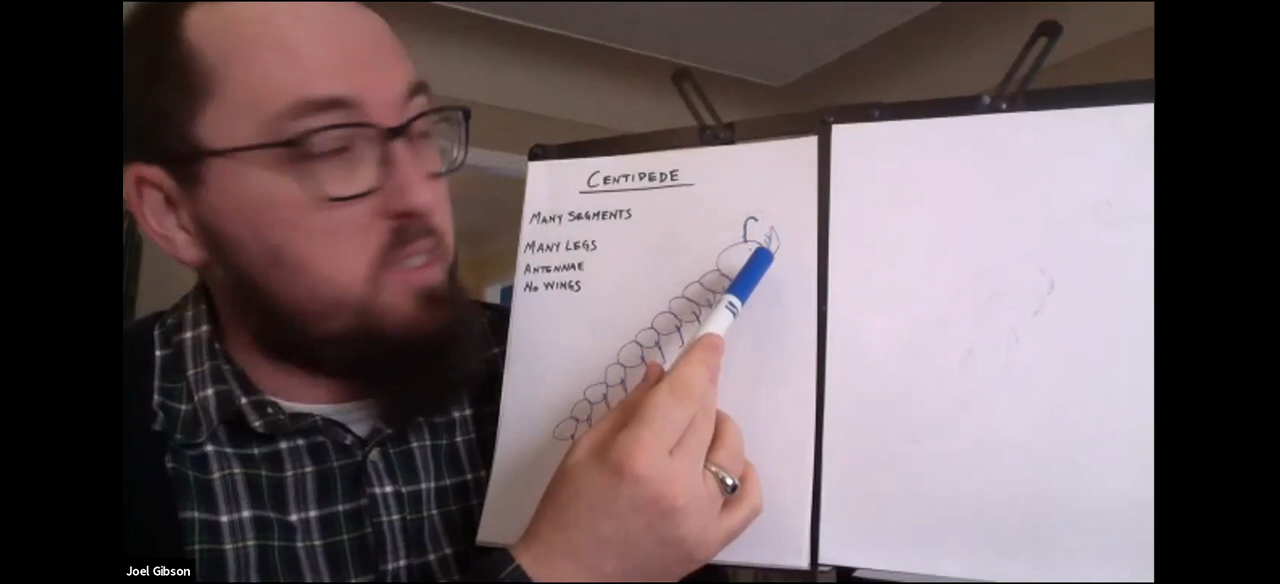 CENTIPEDE
MANY SEGMENTS
MANY LEGS
ANTENNAE
NO WINGS
Joel Gibson